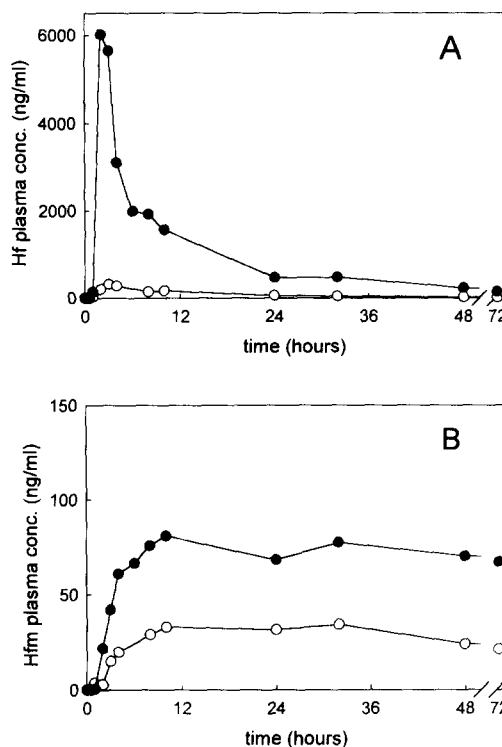 A
Hf plasma conc. (ng/ml)
6000
4000
2000
0
0 12 24 36 48 72
time (hours)
B
Hfm plasma conc. (ng/ml)
150
100
50
0
0 12 24 36 48 72
time (hours)